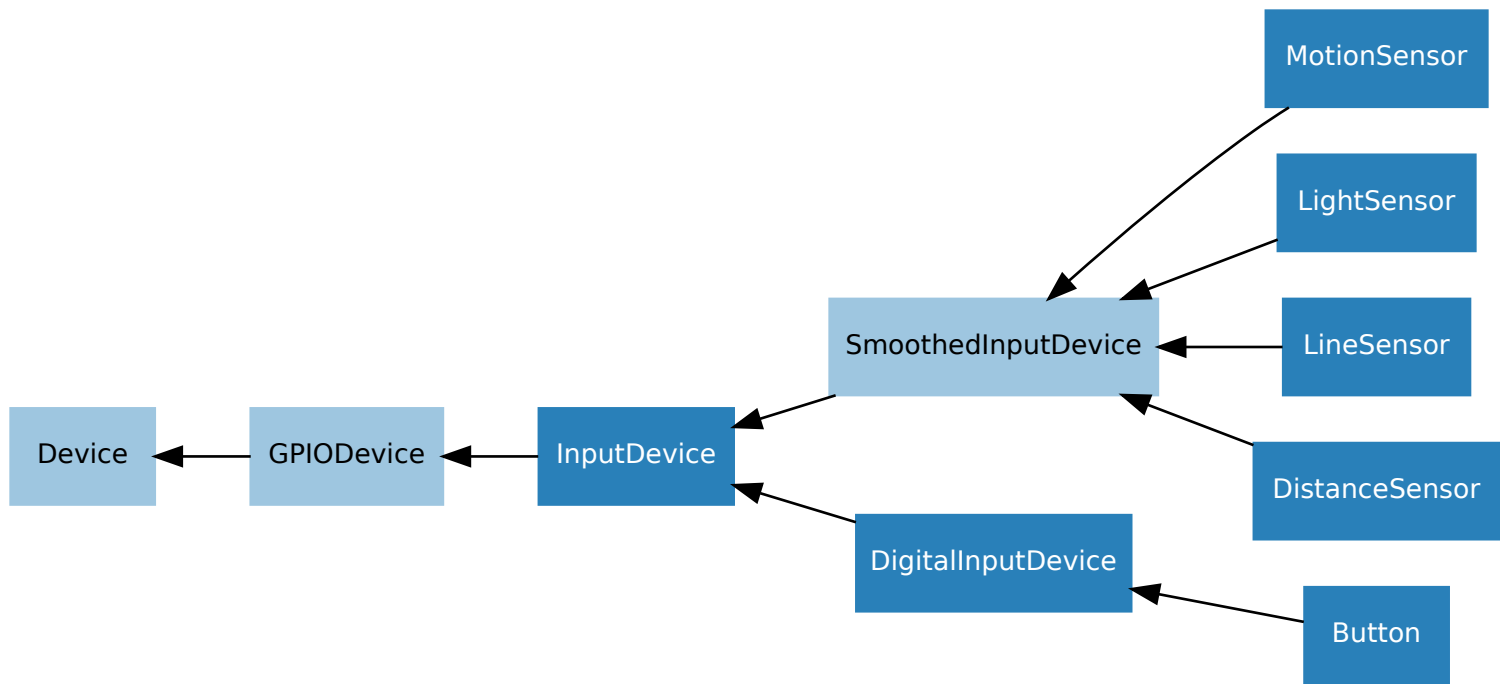 MotionSensor
LightSensor
SmoothedInputDevice
LineSensor
Device
GPIODevice
InputDevice
DistanceSensor
DigitalInputDevice
Button